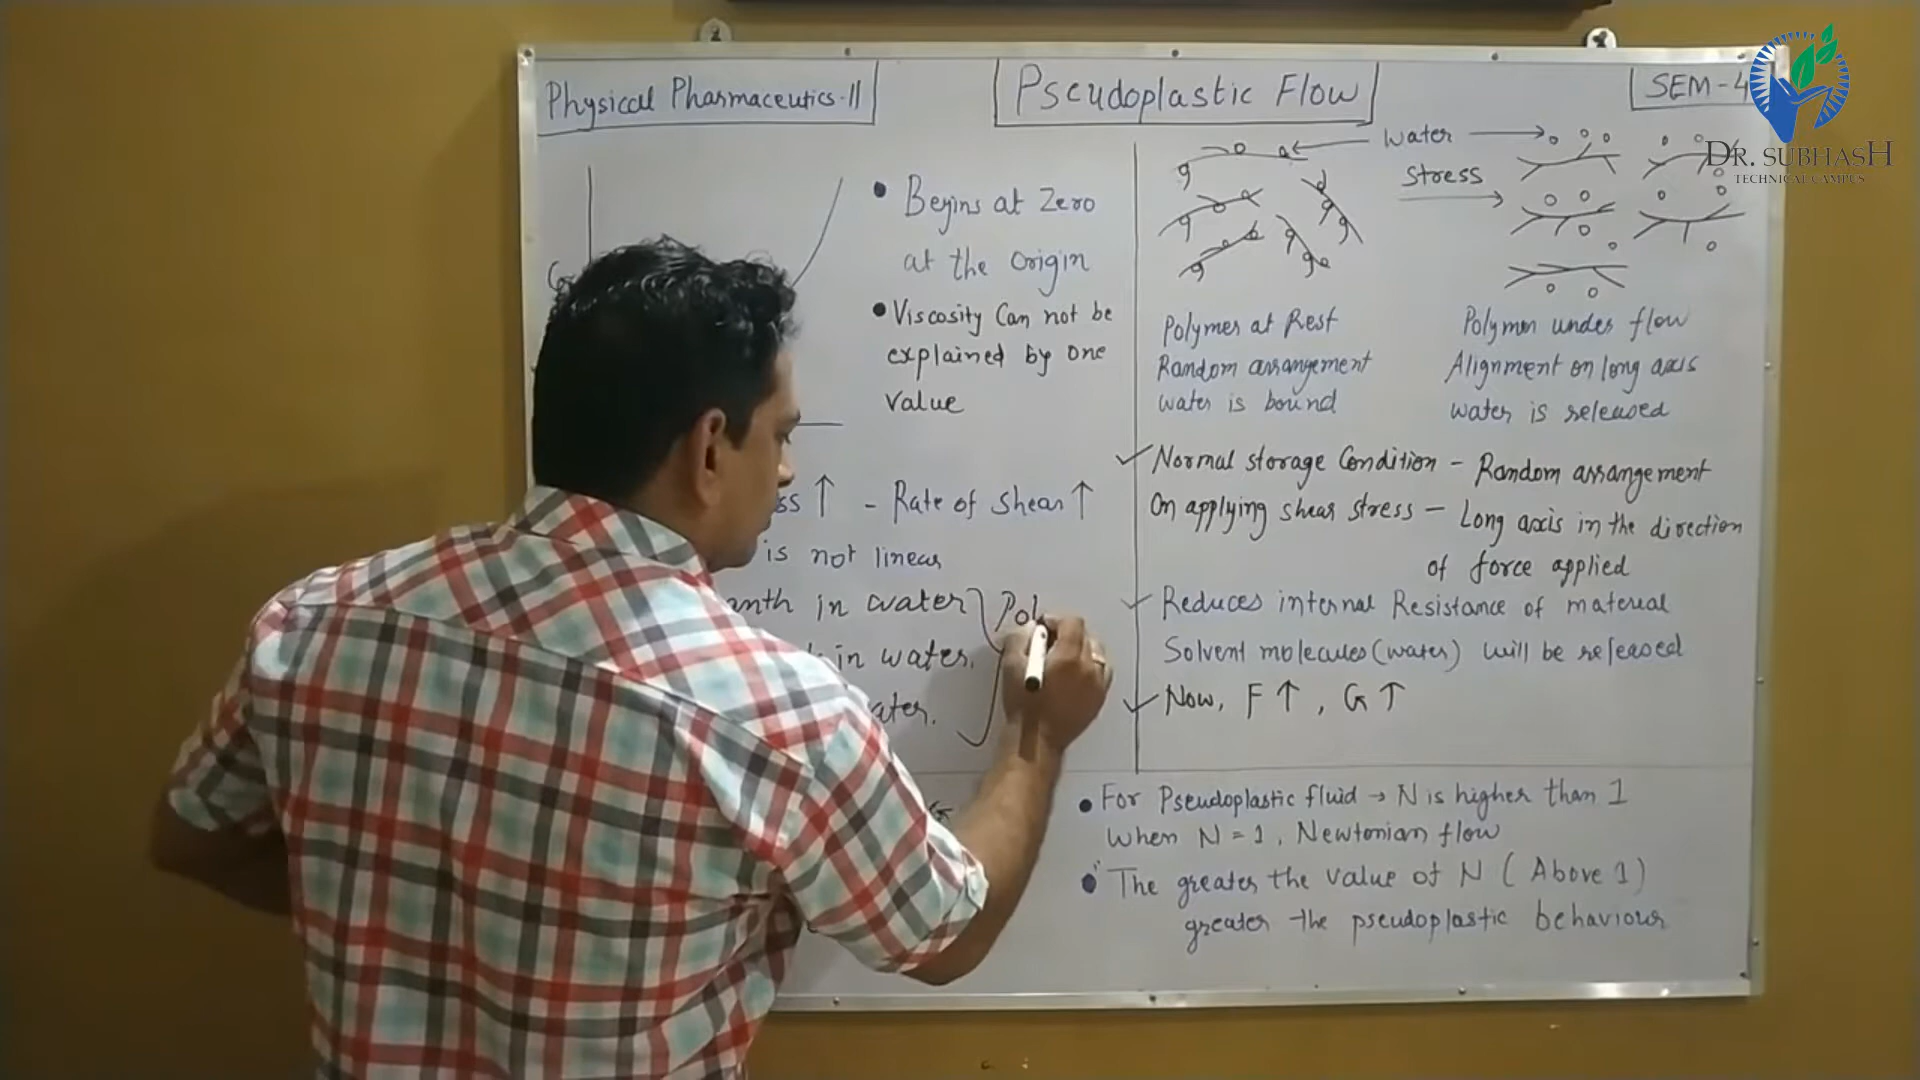 Physical Pharmaceutics-II
Pseudoplastic Flow
SEM-4
DR. SUBHASH
TECHNICAL CAMPUS
• Begins at Zero
at the origin
• Viscosity Can not be
explained by one
value
↑ - Rate of Shear ↑
is not linear
in water
in water.
Pol
water
Stress
Polymer at Rest
Random arrangement
water is bound
Polymer under flow
Alignment on long axis
water is released
✓ Normal storage Condition - Random arrangement
On applying shear stress - Long axis in the direction
of force applied
✓ Reduces internal Resistance of material
Solvent molecules (water) will be released
✓ Now, F ↑, G ↑
• For Pseudoplastic fluid → N is higher than 1
When N = 1, Newtonian flow
• The greater the value of N (Above 1)
greater the pseudoplastic behaviour